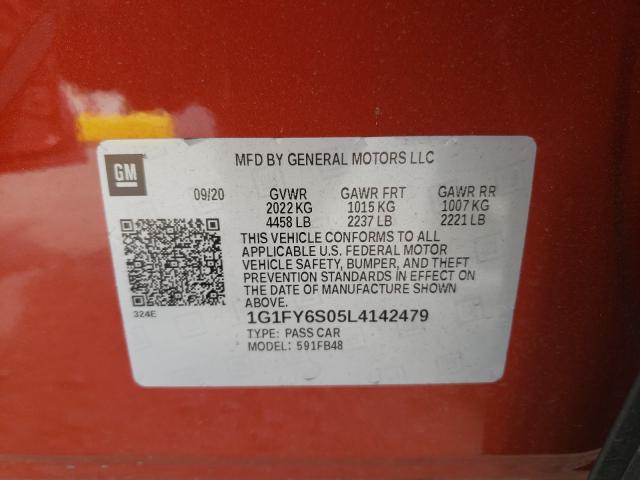 GM
MFD BY GENERAL MOTORS LLC
09/20 GVWR GAWR FRT GAWR RR
2022 KG 1015 KG 1007 KG
4458 LB 2237 LB 2221 LB
THIS VEHICLE CONFORMS TO ALL
APPLICABLE U.S. FEDERAL MOTOR
VEHICLE SAFETY, BUMPER, AND THEFT
PREVENTION STANDARDS IN EFFECT ON
THE DATE OF MANUFACTURE SHOWN
ABOVE.
324E
1G1FY6S05L4142479
TYPE: PASS CAR
MODEL: 591FB48